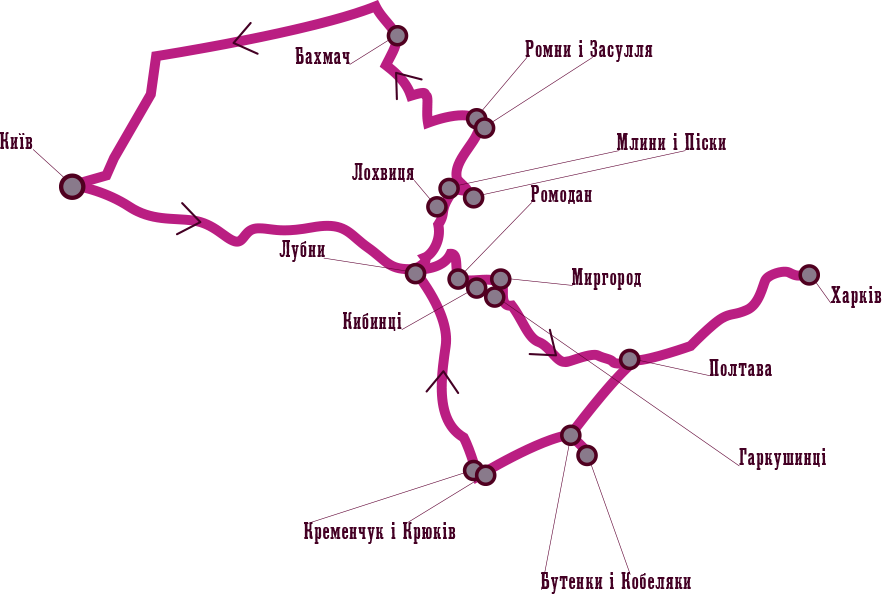 Ромни і Засулля
Бахмач
Київ
Млини і Піски
Лохвиця
Ромодан
Лубни
Миргород
Харків
Кибинці
Полтава
Гаркушинці
Кременчук і Крюків
Бутенки і Кобеляки